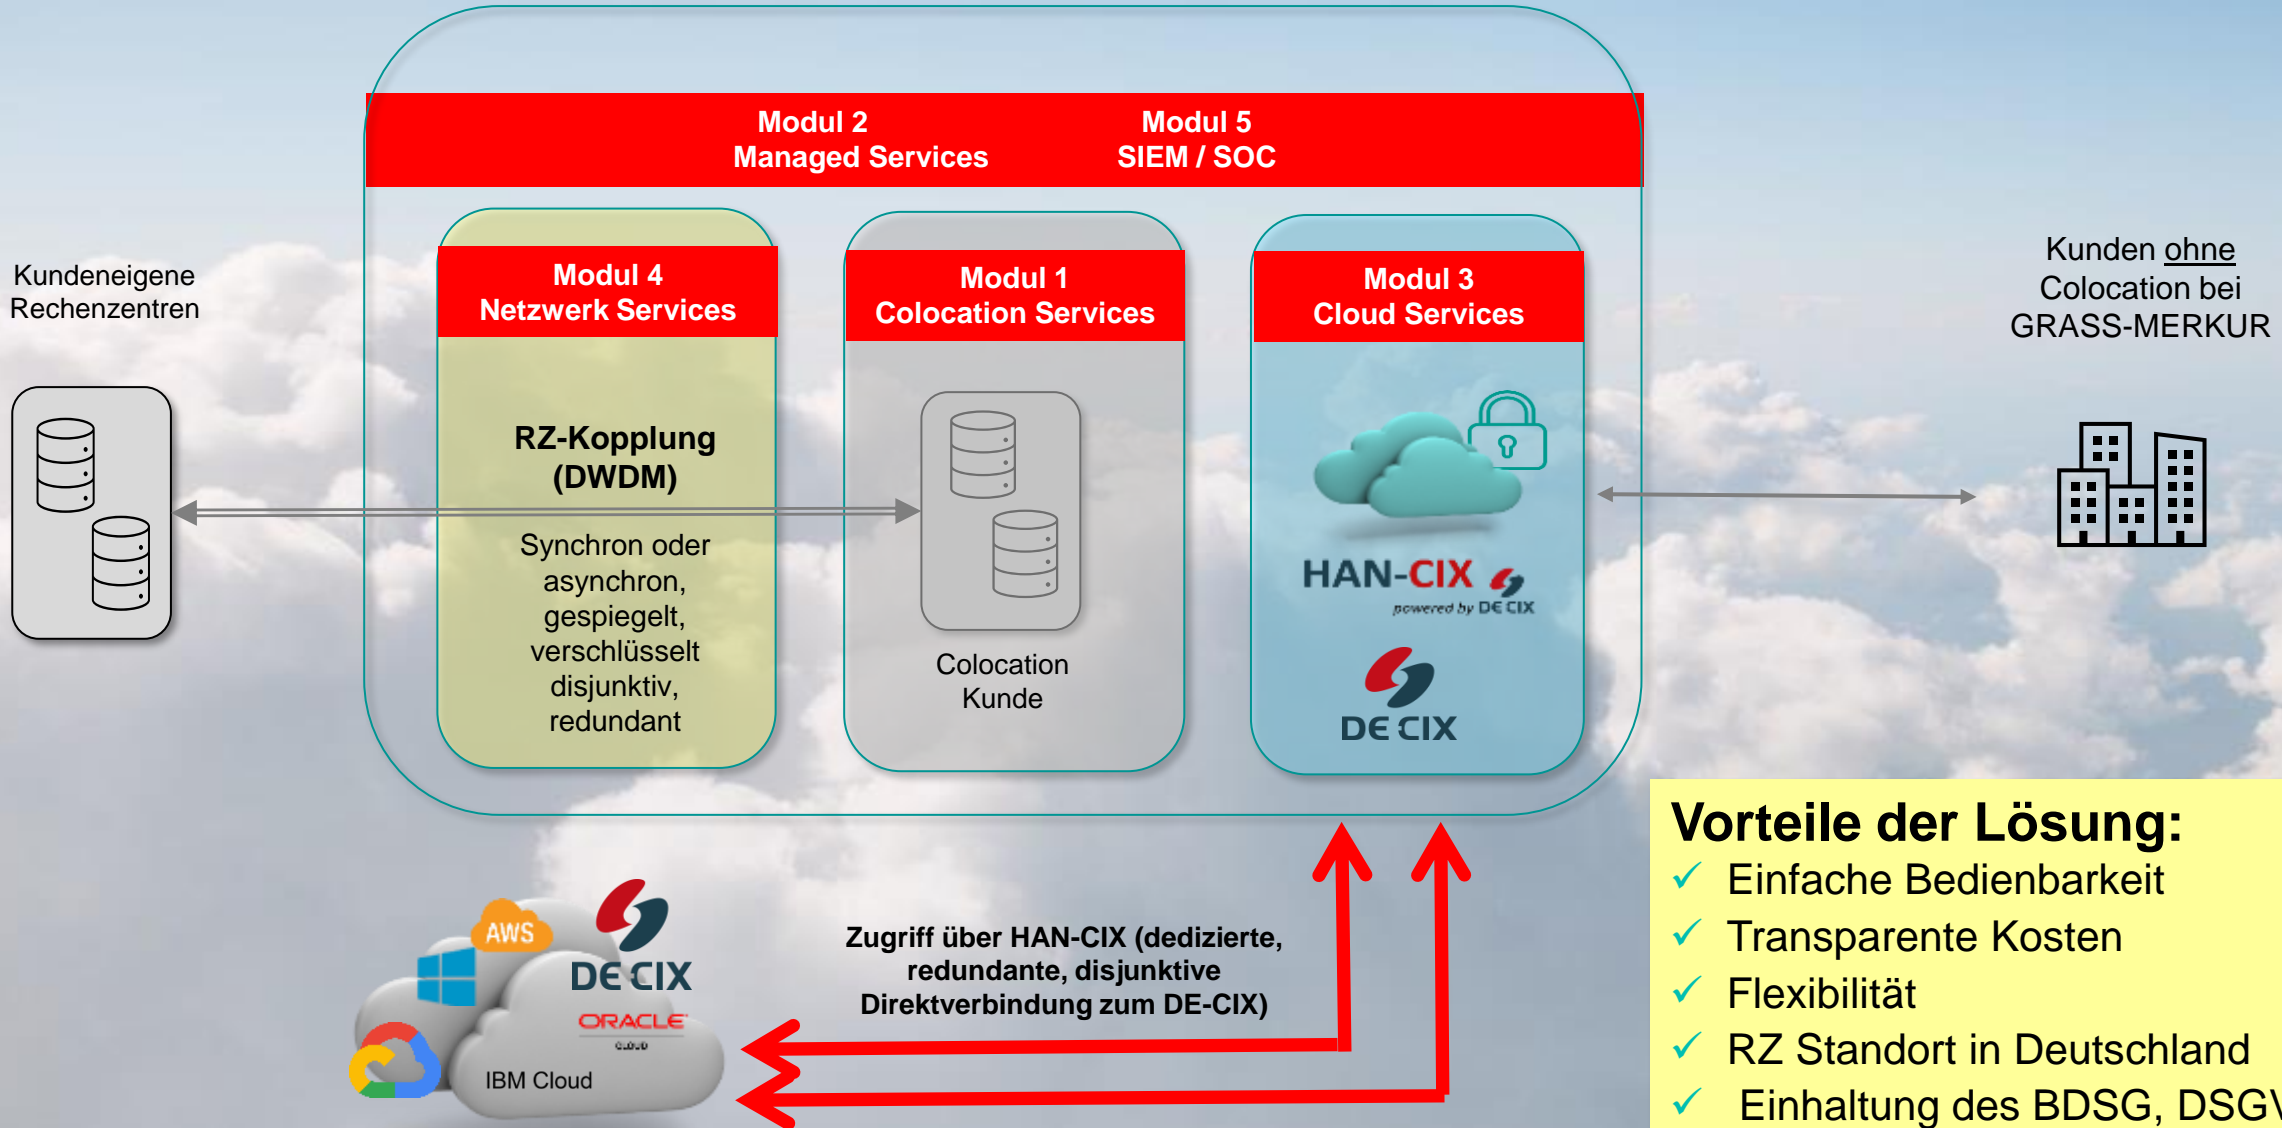 Modul 2
Managed Services
Modul 5
SIEM / SOC
Kundeneigene
Rechenzentren
Modul 4
Netzwerk Services
RZ-Kopplung
(DWDM)
Synchron oder
asynchron,
gespiegelt,
verschlüsselt
disjunktiv,
redundant
Modul 1
Colocation Services
Colocation
Kunde
Modul 3
Cloud Services
HAN-CIX
powered by DE CIX
DE CIX
Kunden ohne
Colocation bei
GRASS-MERKUR
AWS
DE CIX
ORACLE
CLOUD
IBM Cloud
Zugriff über HAN-CIX (dedizierte,
redundante, disjunktive
Direktverbindung zum DE-CIX)
Vorteile der Lösung:
✓ Einfache Bedienbarkeit
✓ Transparente Kosten
✓ Flexibilität
✓ RZ Standort in Deutschland
✓ Einhaltung des BDSG, DSGV